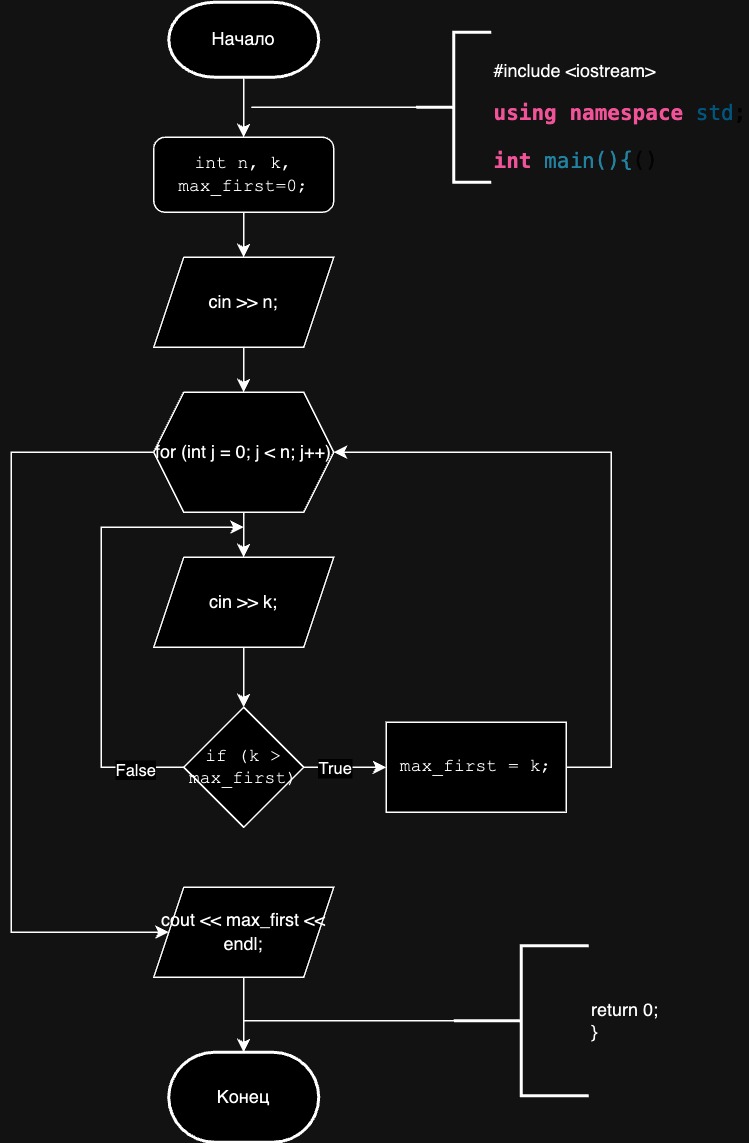 Начало
#include <iostream>
using namespace std;
int main(){()
int n, k,
max_first=0;
cin >> n;
for (int j = 0; j < n; j++)
cin >> k;
if (k >
max_first)
False
True
max_first = k;
cout << max_first <<
endl;
return 0;
}
Конец